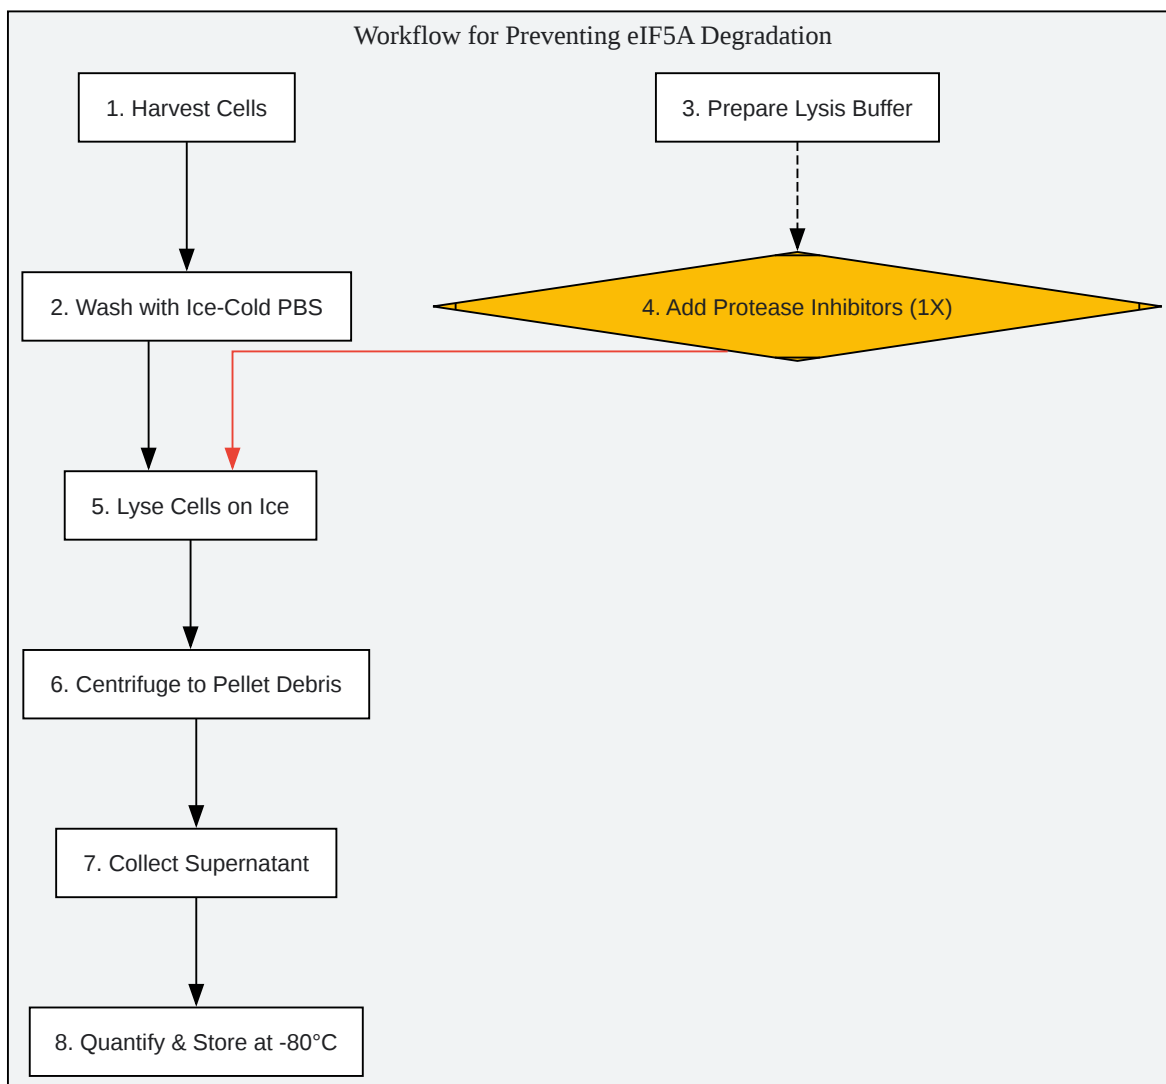 Workflow for Preventing eIF5A Degradation
1. Harvest Cells
3. Prepare Lysis Buffer
2. Wash with Ice-Cold PBS
4. Add Protease Inhibitors (1X)
5. Lyse Cells on Ice
6. Centrifuge to Pellet Debris
7. Collect Supernatant
8. Quantify & Store at -80°C